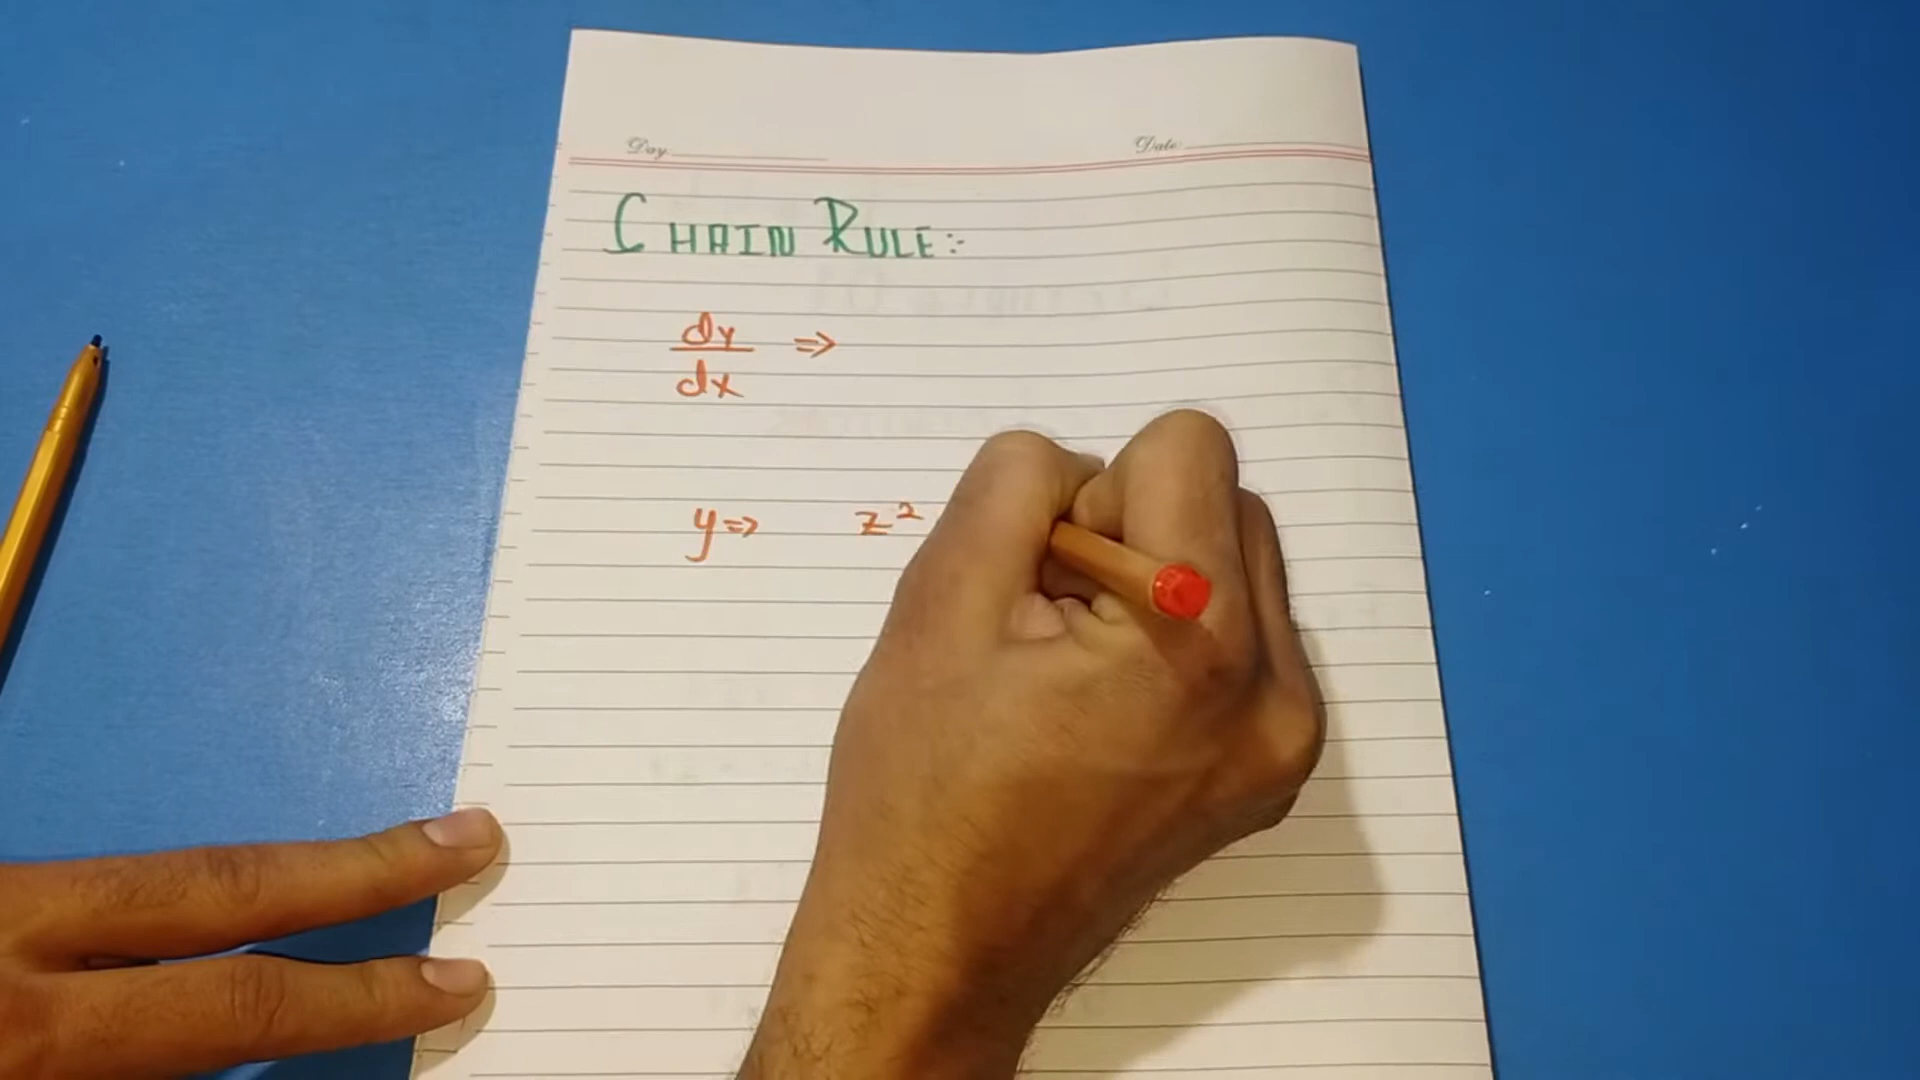 Day Date:
CHAIN RULE:-
dy/dx ⇒
y ⇒ z²